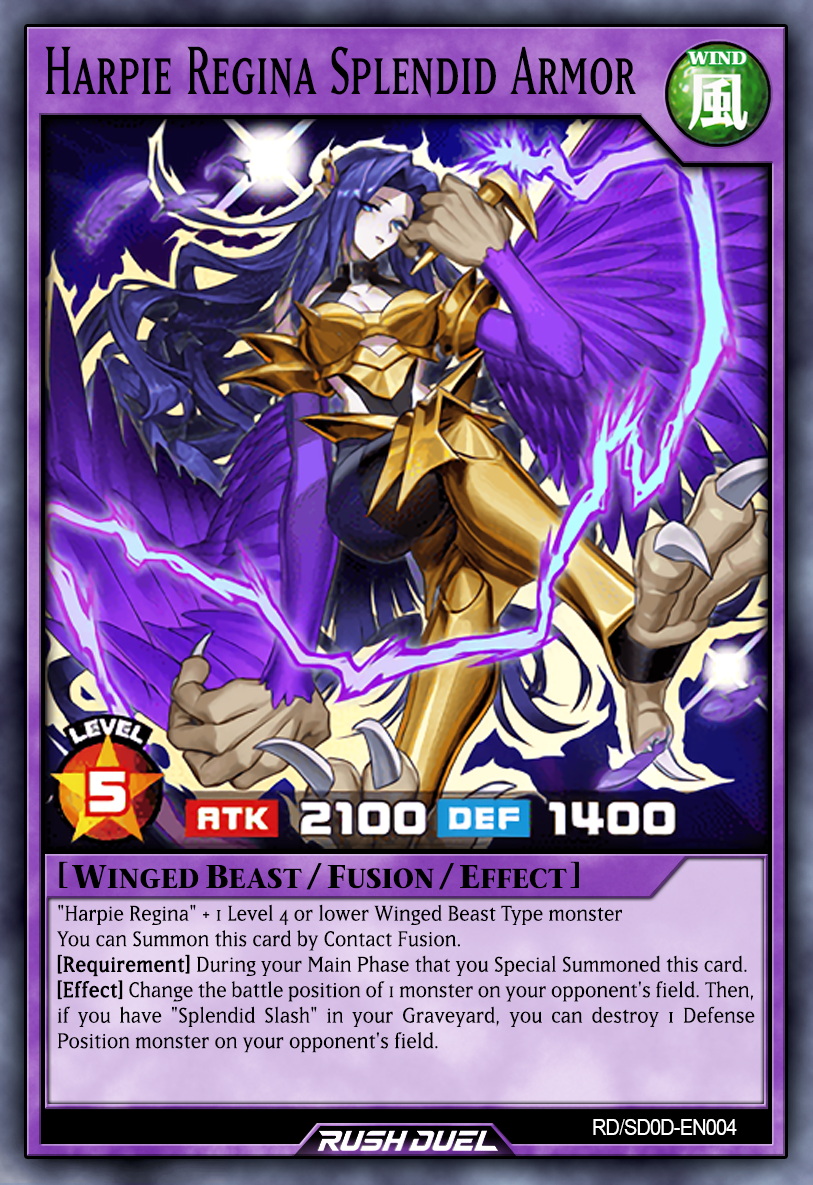 Harpie Regina Splendid Armor
WIND
風
LEVEL
5
ATK 2100 DEF 1400
[Winged Beast / Fusion / Effect]
"Harpie Regina" + 1 Level 4 or lower Winged Beast Type monster
You can Summon this card by Contact Fusion.
[Requirement] During your Main Phase that you Special Summoned this card.
[Effect] Change the battle position of 1 monster on your opponent's field. Then,
if you have "Splendid Slash" in your Graveyard, you can destroy 1 Defense
Position monster on your opponent's field.
RD/SD0D-EN004
RUSH DUEL